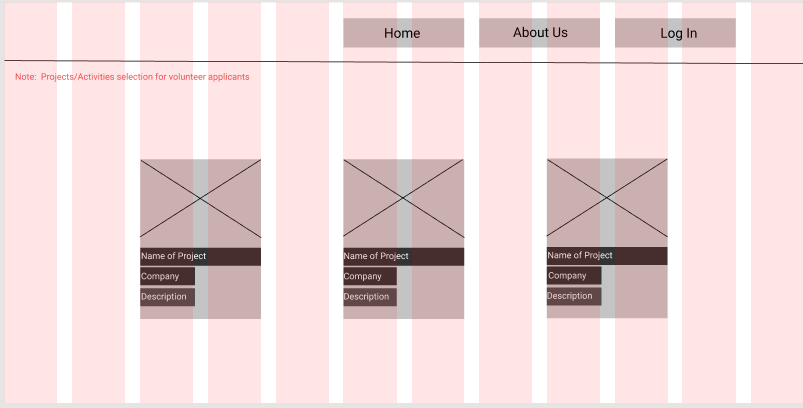 Home About Us Log In
Note: Projects/Activities selection for volunteer applicants
Name of Project
Company
Description
Name of Project
Company
Description
Name of Project
Company
Description